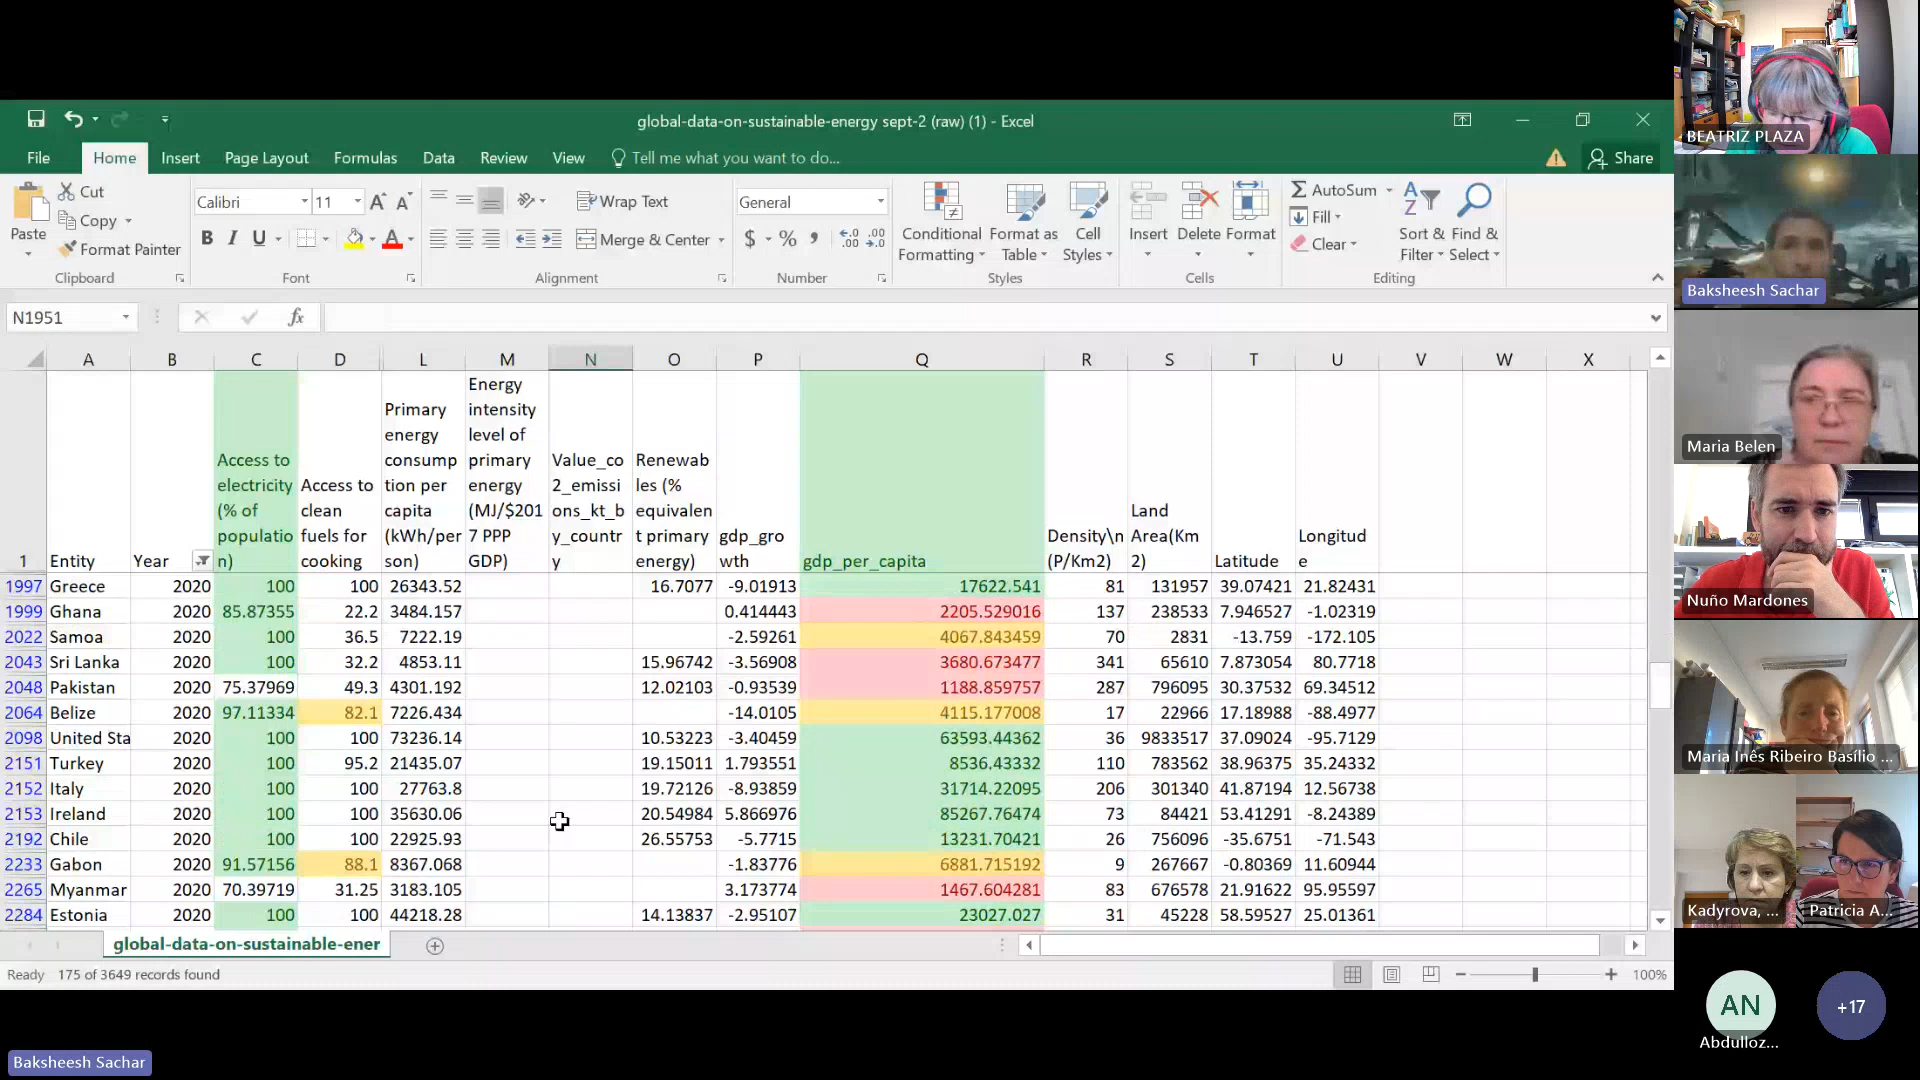 global-data-on-sustainable-energy sept-2 (raw) (1) - Excel
File Home Insert Page Layout Formulas Data Review View Tell me what you want to do... Share
Paste
Cut
Copy
Format Painter
Clipboard
Calibri 11
B I U
Font
Wrap Text
Merge & Center
Alignment
General
$ % ,
Number
Conditional Formatting
Format as Table
Cell Styles
Styles
Insert Delete Format
Cells
AutoSum
Fill
Clear
Sort & Filter
Find & Select
Editing
N1951
fx
A B C D L M N O P Q R S T U V W X
1 Entity Year Access to electricity (% of population) Access to clean fuels for cooking Primary energy consumption per capita (kWh/person) Energy intensity level of primary energy (MJ/$2017 PPP GDP) Value_co2_emissions_kt_by_country Renewables (% equivalent primary energy) gdp_growth gdp_per_capita Density\n(P/Km2) Land Area(Km2) Latitude Longitude
1997 Greece 2020 100 100 26343.52 16.7077 -9.01913 17622.541 81 131957 39.07421 21.82431
1999 Ghana 2020 85.87355 22.2 3484.157 0.414443 2205.529016 137 238533 7.946527 -1.02319
2022 Samoa 2020 100 36.5 7222.19 -2.59261 4067.843459 70 2831 -13.759 -172.105
2043 Sri Lanka 2020 100 32.2 4853.11 15.96742 -3.56908 3680.673477 341 65610 7.873054 80.7718
2048 Pakistan 2020 75.37969 49.3 4301.192 12.02103 -0.93539 1188.859757 287 796095 30.37532 69.34512
2064 Belize 2020 97.11334 82.1 7226.434 -14.0105 4115.177008 17 22966 17.18988 -88.4977
2098 United Sta 2020 100 100 73236.14 10.53223 -3.40459 63593.44362 36 9833517 37.09024 -95.7129
2151 Turkey 2020 100 95.2 21435.07 19.15011 1.793551 8536.43332 110 783562 38.96375 35.24332
2152 Italy 2020 100 100 27763.8 19.72126 -8.93859 31714.22095 206 301340 41.87194 12.56738
2153 Ireland 2020 100 100 35630.06 20.54984 5.866976 85267.76474 73 84421 53.41291 -8.24389
2192 Chile 2020 100 100 22925.93 26.55753 -5.7715 13231.70421 26 756096 -35.6751 -71.543
2233 Gabon 2020 91.57156 88.1 8367.068 -1.83776 6881.715192 9 267667 -0.80369 11.60944
2265 Myanmar 2020 70.39719 31.25 3183.105 3.173774 1467.604281 83 676578 21.91622 95.95597
2284 Estonia 2020 100 100 44218.28 14.13837 -2.95107 23027.027 31 45228 58.59527 25.01361
global-data-on-sustainable-ener
Ready 175 of 3649 records found 100%
Baksheesh Sachar
BEATRIZ PLAZA
Baksheesh Sachar
Maria Belen
Nuño Mardones
Maria Inês Ribeiro Basílio ...
Kadyrova, ... Patricia A...
AN +17
Abdulloz...